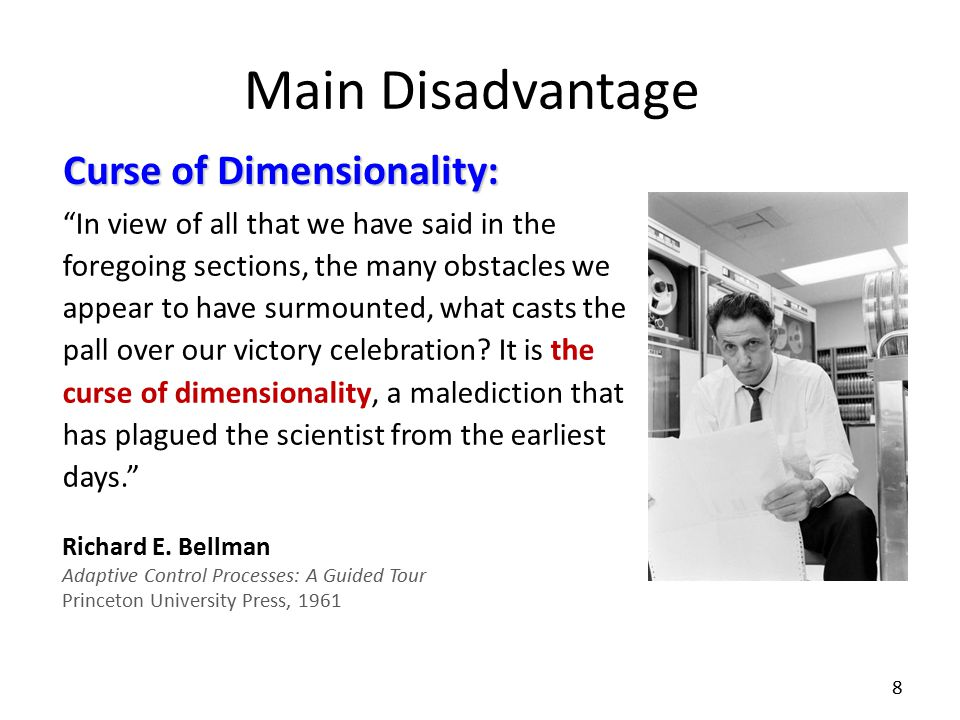 Main Disadvantage
Curse of Dimensionality:
“In view of all that we have said in the
foregoing sections, the many obstacles we
appear to have surmounted, what casts the
pall over our victory celebration? It is the
curse of dimensionality, a malediction that
has plagued the scientist from the earliest
days.”
Richard E. Bellman
Adaptive Control Processes: A Guided Tour
Princeton University Press, 1961
8